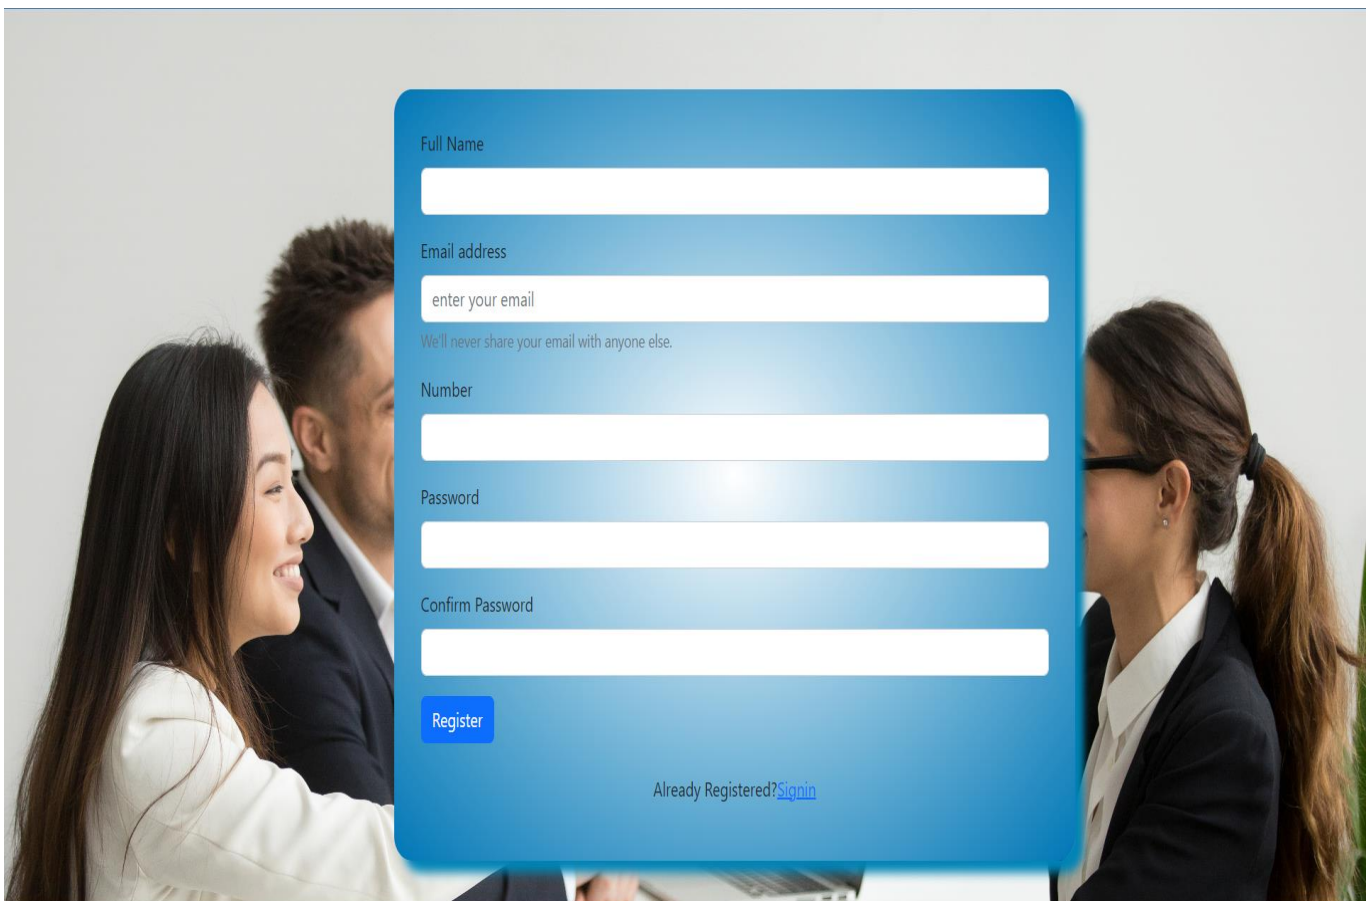 Full Name
Email address
enter your email
We'll never share your email with anyone else.
Number
Password
Confirm Password
Register
Already Registered?Signin